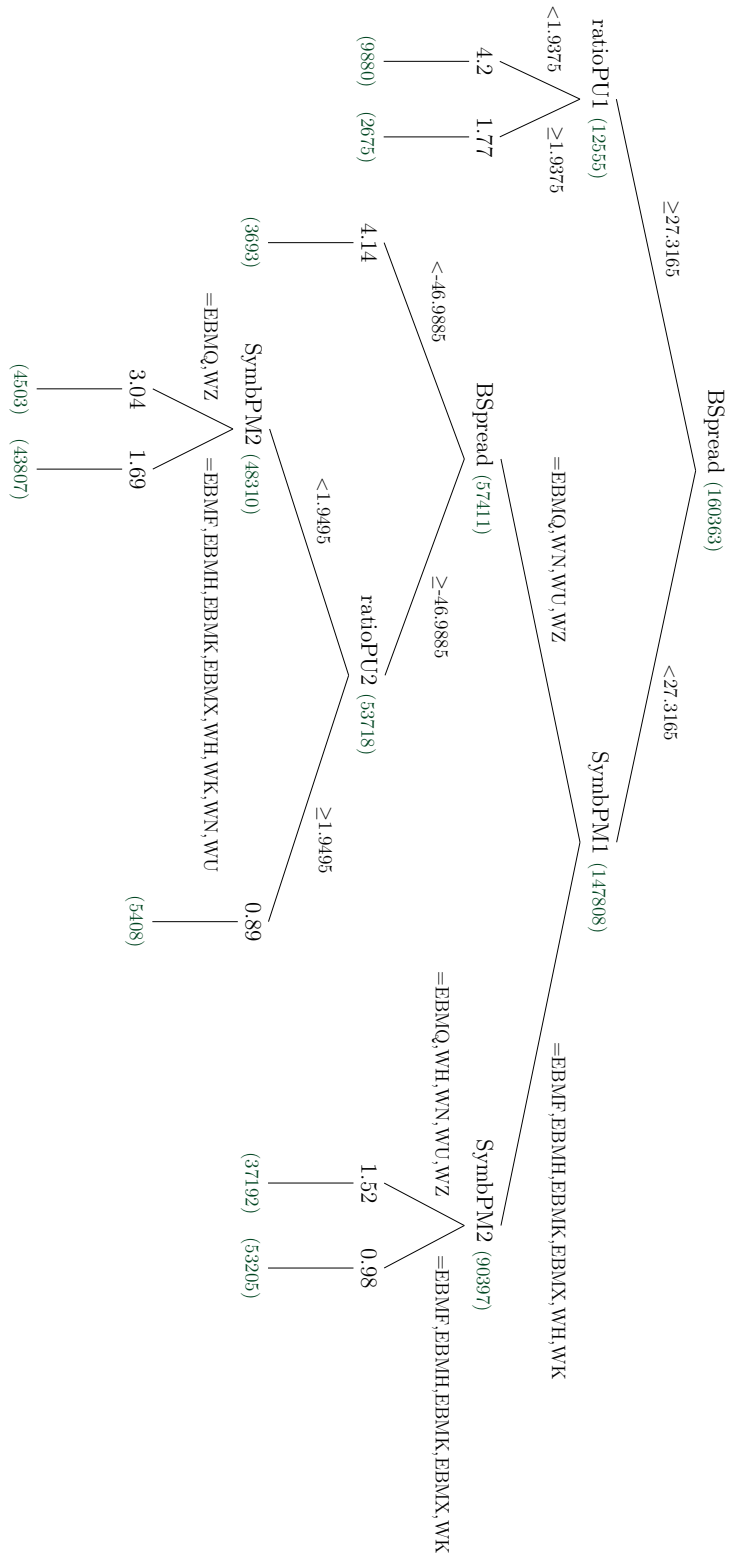 BSpread (160363)
≥27.3165
<27.3165
ratioPU1 (12555)
SymbPM1 (147808)
<1.9375
≥1.9375
=EBMQ,WN,WU,WZ
=EBMF,EBMH,EBMK,EBMX,WH,WK
4.2
1.77
BSpread (57411)
SymbPM2 (90397)
<-46.9885
≥-46.9885
=EBMQ,WH,WN,WU,WZ
=EBMF,EBMH,EBMK,EBMX,WK
(9880)
(2675)
4.14
ratioPU2 (53718)
1.52
0.98
<1.9495
≥1.9495
(3693)
SymbPM2 (48310)
0.89
(37192)
(53205)
=EBMQ,WZ
=EBMF,EBMH,EBMK,EBMX,WH,WK,WN,WU
3.04
1.69
(5408)
(4503)
(43807)